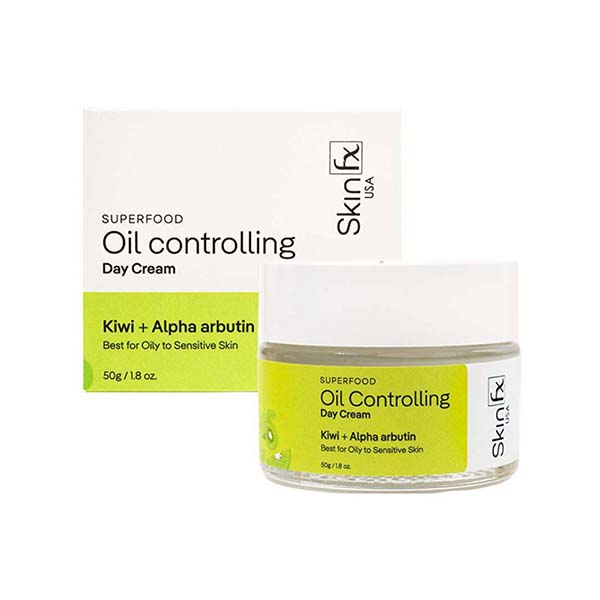 SUPERFOOD
Oil controlling
Day Cream
Kiwi + Alpha arbutin
Best for Oily to Sensitive Skin
50g / 1.8 oz.
Skin fx
USA
SUPERFOOD
Oil Controlling
Day Cream
Kiwi + Alpha arbutin
Best for Oily to Sensitive Skin
50g / 1.8 oz.
Skin fx
USA